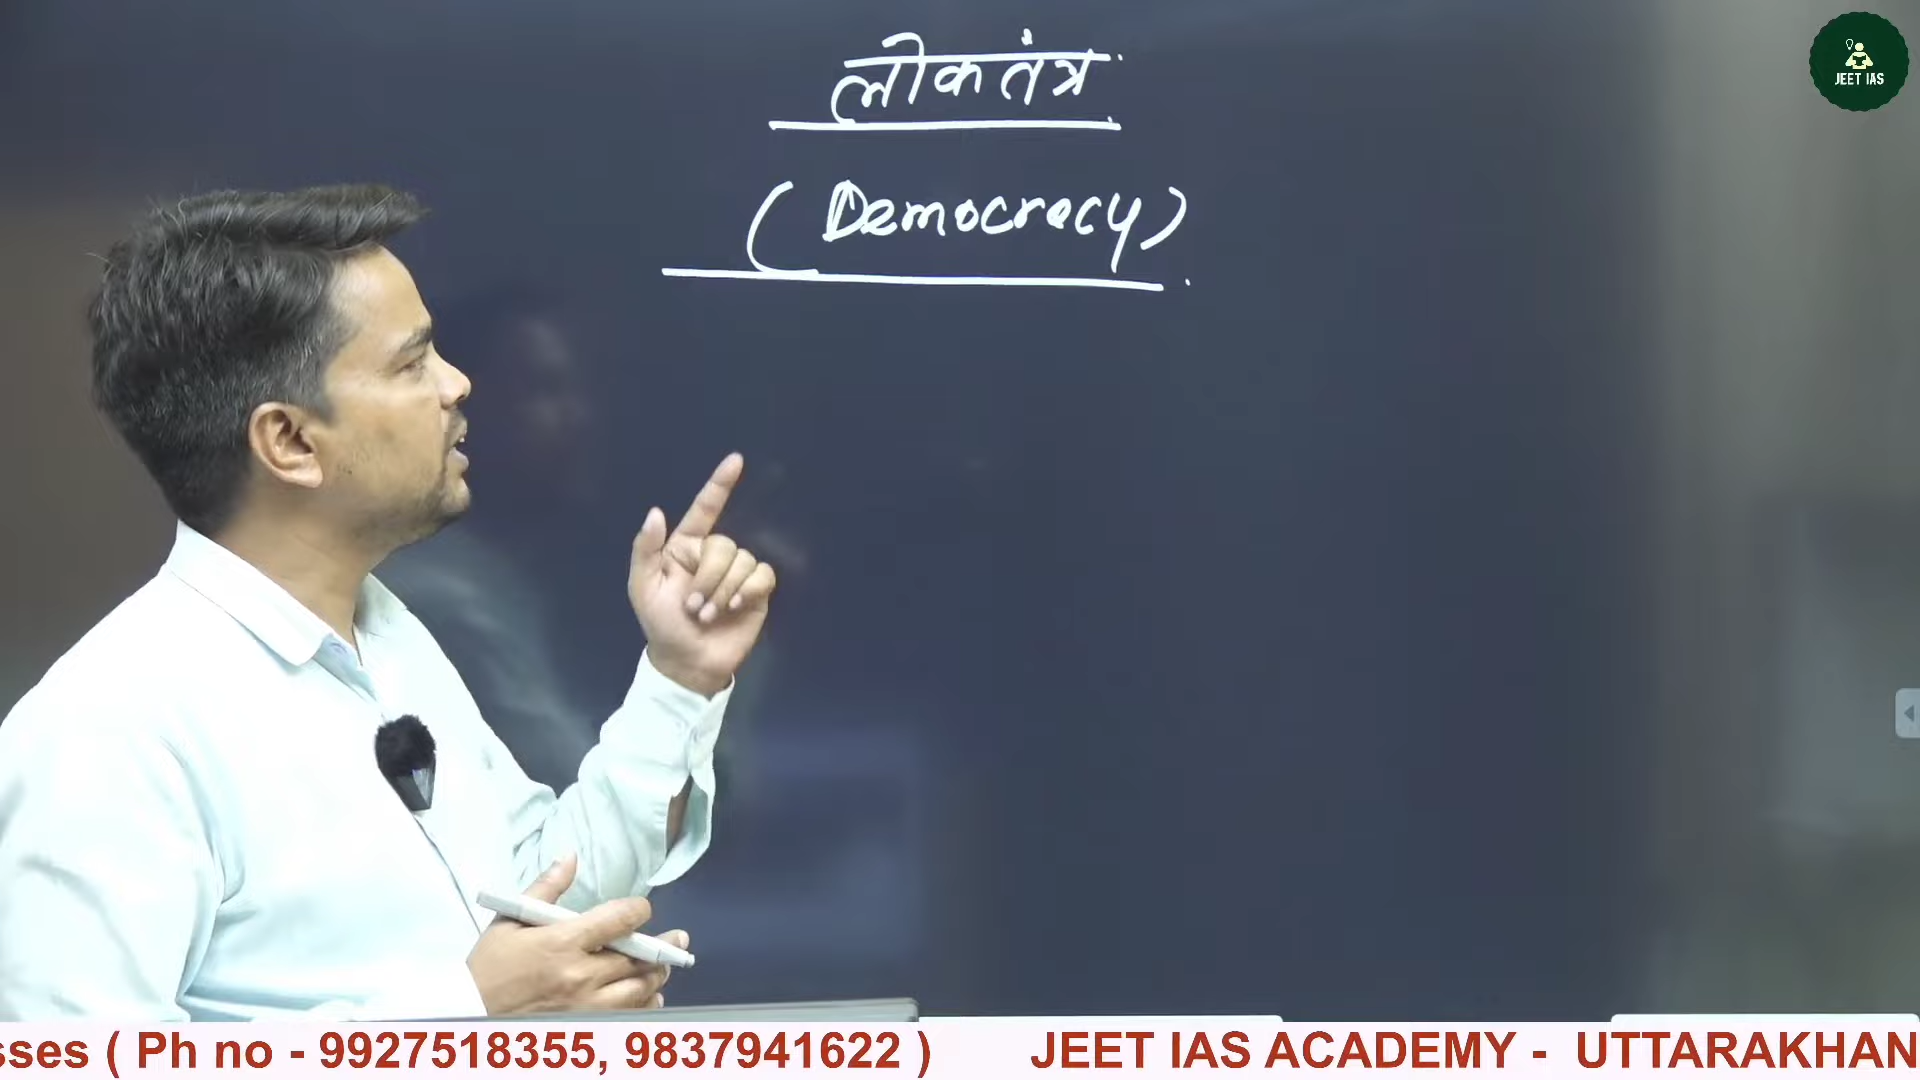 लोकतंत्र
(Democracy)
JEET IAS
sses ( Ph no - 9927518355, 9837941622 ) JEET IAS ACADEMY - UTTARAKHAN